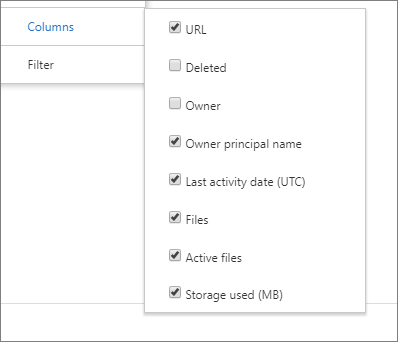 Columns
Filter
URL
Deleted
Owner
Owner principal name
Last activity date (UTC)
Files
Active files
Storage used (MB)